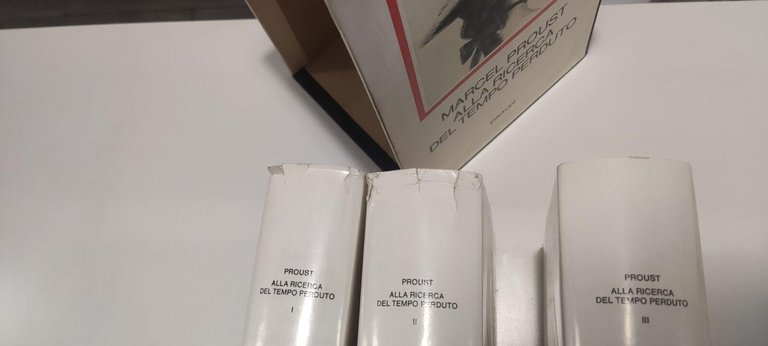 MARCEL PROUST
ALLA RICERCA
DEL TEMPO PERDUTO
EINAUDI
PROUST
ALLA RICERCA
DEL TEMPO PERDUTO
I
PROUST
ALLA RICERCA
DEL TEMPO PERDUTO
II
PROUST
ALLA RICERCA
DEL TEMPO PERDUTO
III